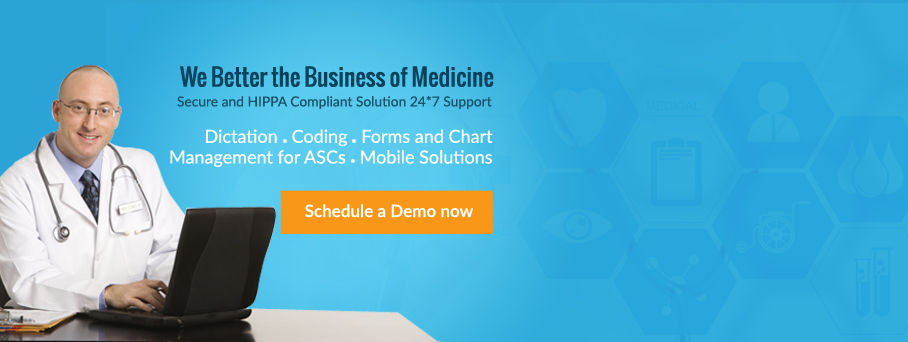 We Better the Business of Medicine
Secure and HIPPA Compliant Solution 24*7 Support
Dictation . Coding . Forms and Chart
Management for ASCs . Mobile Solutions
Schedule a Demo now